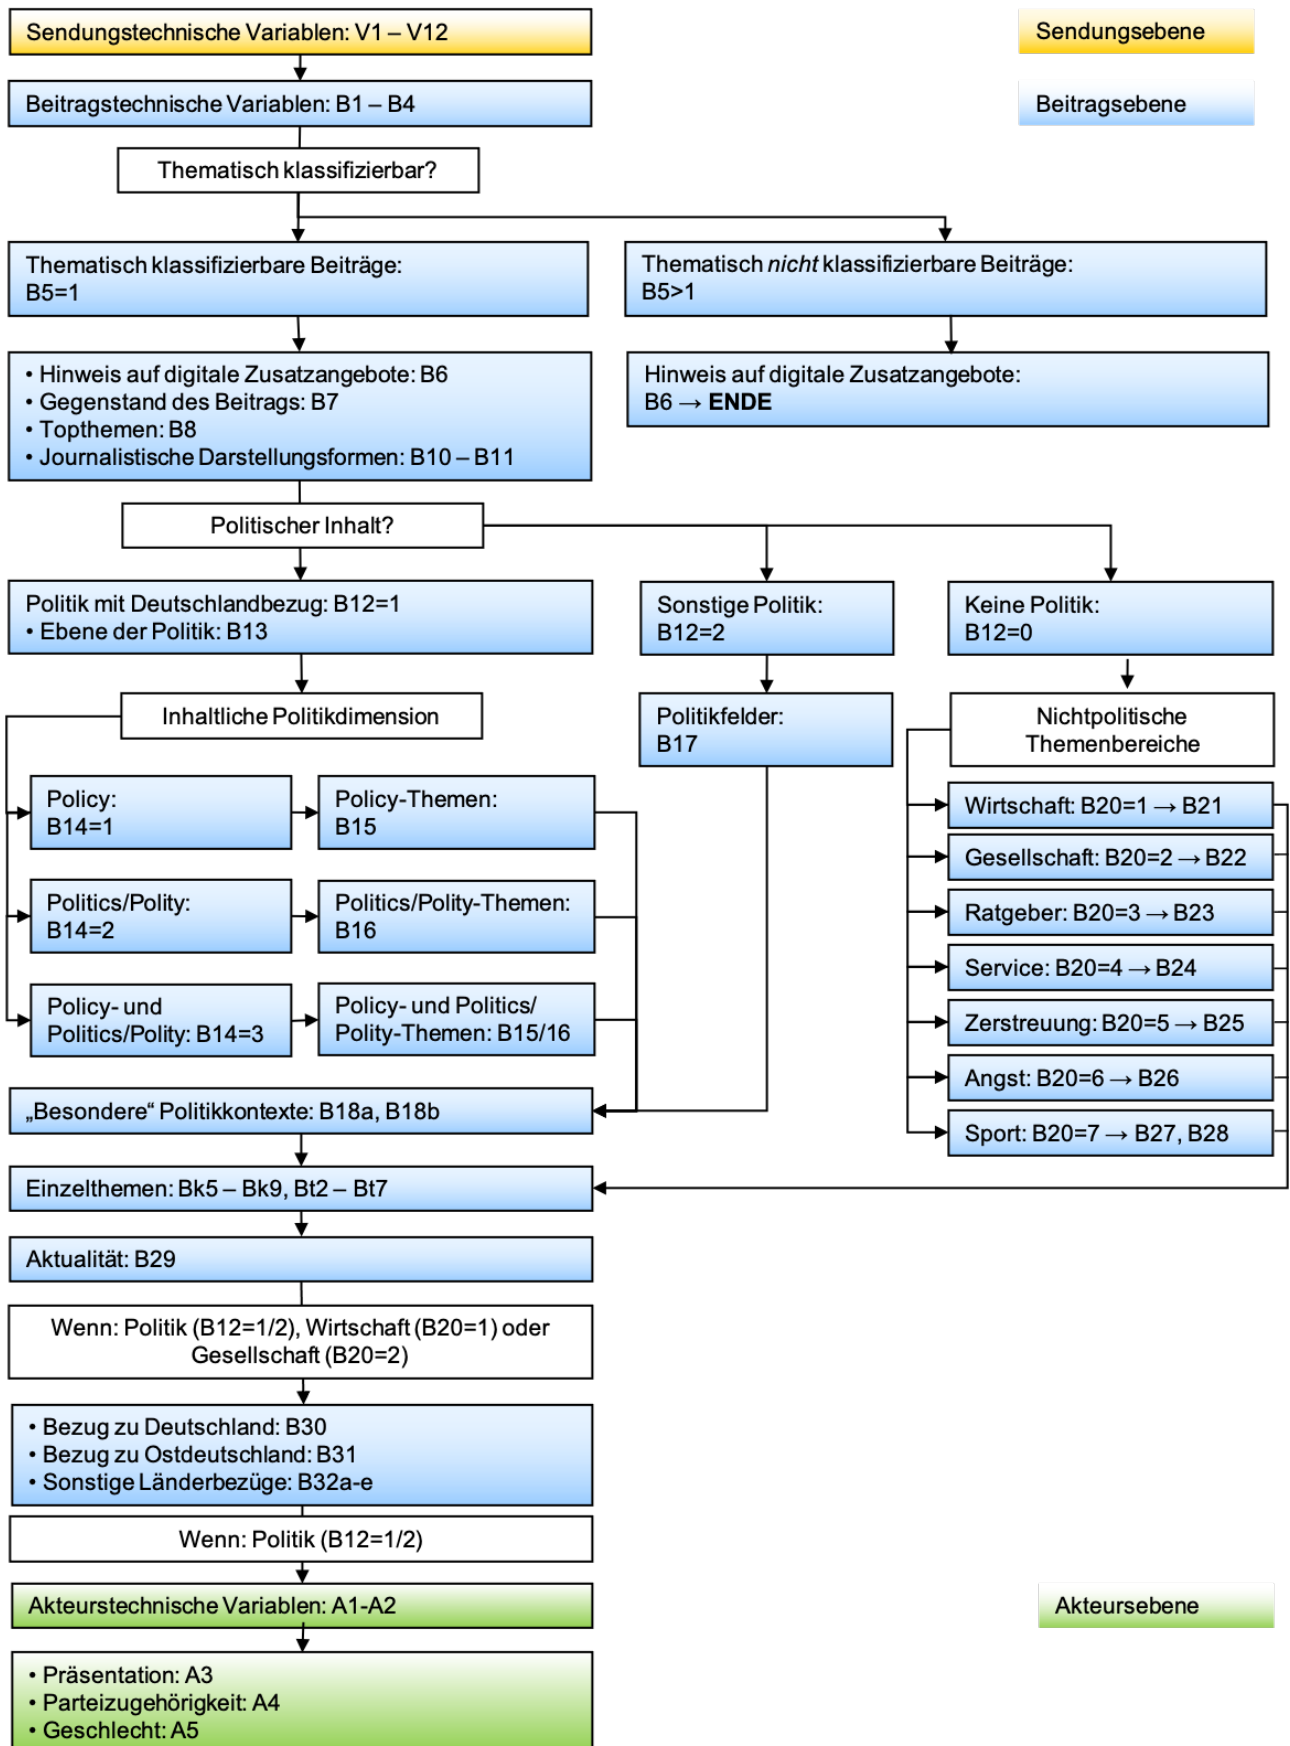 Sendungstechnische Variablen: V1 – V12
Sendungsebene
Beitragstechnische Variablen: B1 – B4
Beitragsebene
Thematisch klassifizierbar?
Thematisch klassifizierbare Beiträge:
B5=1
Thematisch nicht klassifizierbare Beiträge:
B5>1
• Hinweis auf digitale Zusatzangebote: B6
• Gegenstand des Beitrags: B7
• Topthemen: B8
• Journalistische Darstellungsformen: B10 – B11
Hinweis auf digitale Zusatzangebote:
B6 → ENDE
Politischer Inhalt?
Politik mit Deutschlandbezug: B12=1
• Ebene der Politik: B13
Sonstige Politik:
B12=2
Keine Politik:
B12=0
Inhaltliche Politikdimension
Politikfelder:
B17
Nichtpolitische
Themenbereiche
Policy:
B14=1
Policy-Themen:
B15
Politics/Polity:
B14=2
Politics/Polity-Themen:
B16
Policy- und
Politics/Polity: B14=3
Policy- und Politics/
Polity-Themen: B15/16
Wirtschaft: B20=1 → B21
Gesellschaft: B20=2 → B22
Ratgeber: B20=3 → B23
Service: B20=4 → B24
Zerstreuung: B20=5 → B25
Angst: B20=6 → B26
Sport: B20=7 → B27, B28
„Besondere“ Politikkontexte: B18a, B18b
Einzelthemen: Bk5 – Bk9, Bt2 – Bt7
Aktualität: B29
Wenn: Politik (B12=1/2), Wirtschaft (B20=1) oder
Gesellschaft (B20=2)
• Bezug zu Deutschland: B30
• Bezug zu Ostdeutschland: B31
• Sonstige Länderbezüge: B32a-e
Wenn: Politik (B12=1/2)
Akteurstechnische Variablen: A1-A2
Akteursebene
• Präsentation: A3
• Parteizugehörigkeit: A4
• Geschlecht: A5